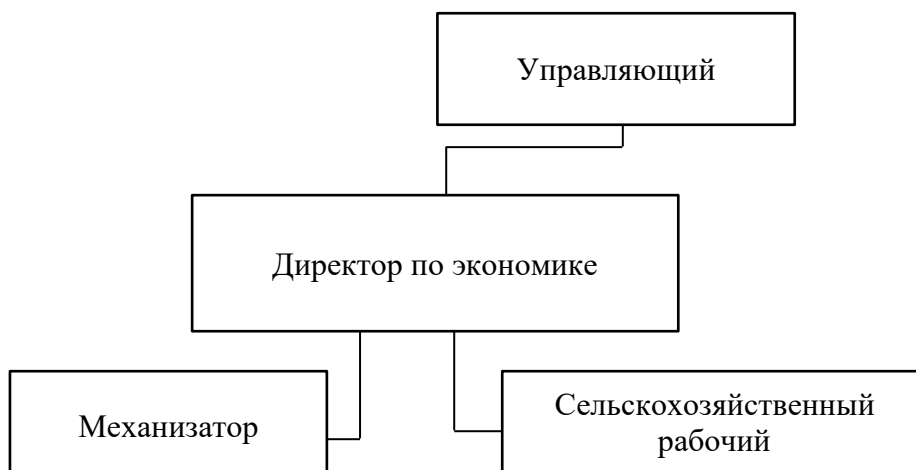 Управляющий
Директор по экономике
Механизатор
Сельскохозяйственный
рабочий